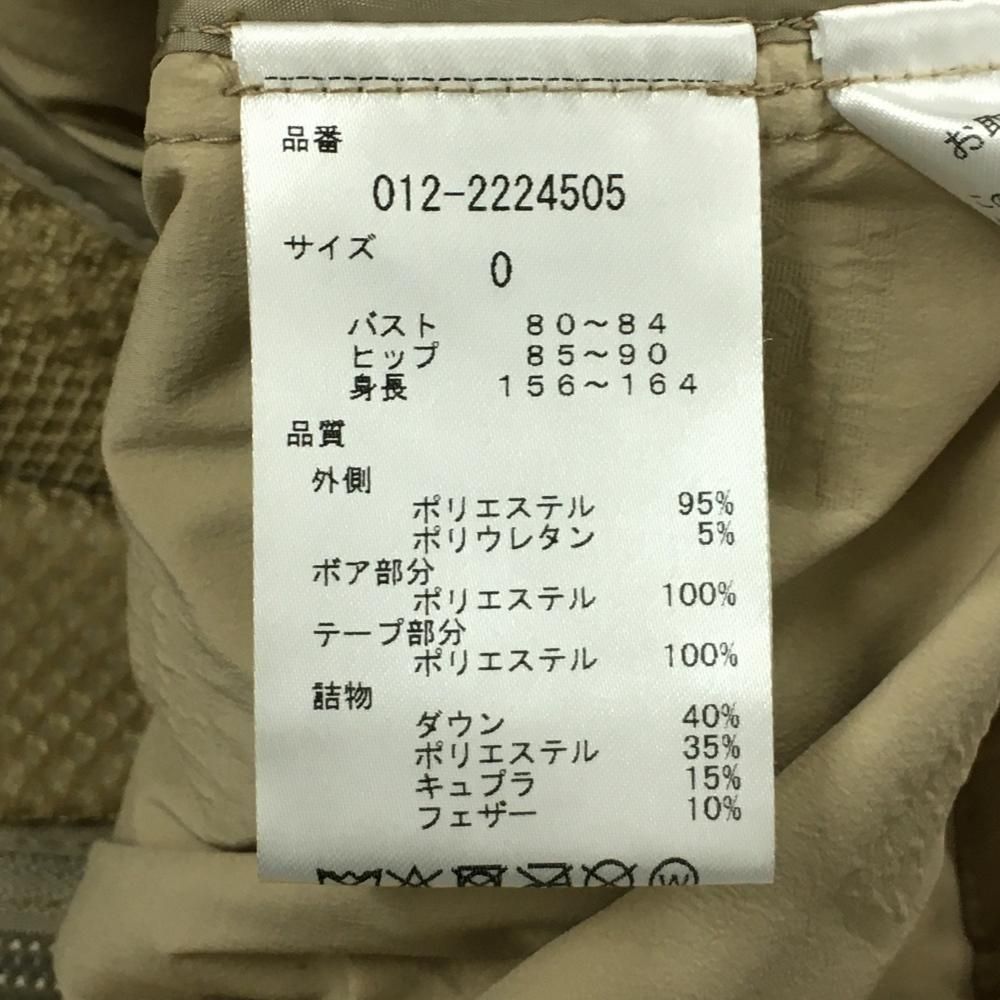 品番
012-2224505
サイズ
0
バスト 80～84
ヒップ 85～90
身長 156～164
品質
外側
ポリエステル 95%
ポリウレタン 5%
ボア部分
ポリエステル 100%
テープ部分
ポリエステル 100%
詰物
ダウン 40%
ポリエステル 35%
キュプラ 15%
フェザー 10%
W
お取